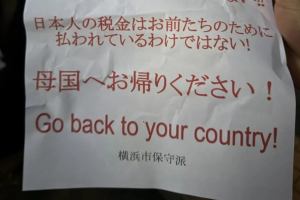 日本人の税金はお前たちのために
払われているわけではない!
母国へお帰りください!
Go back to your country!
横浜市保守派